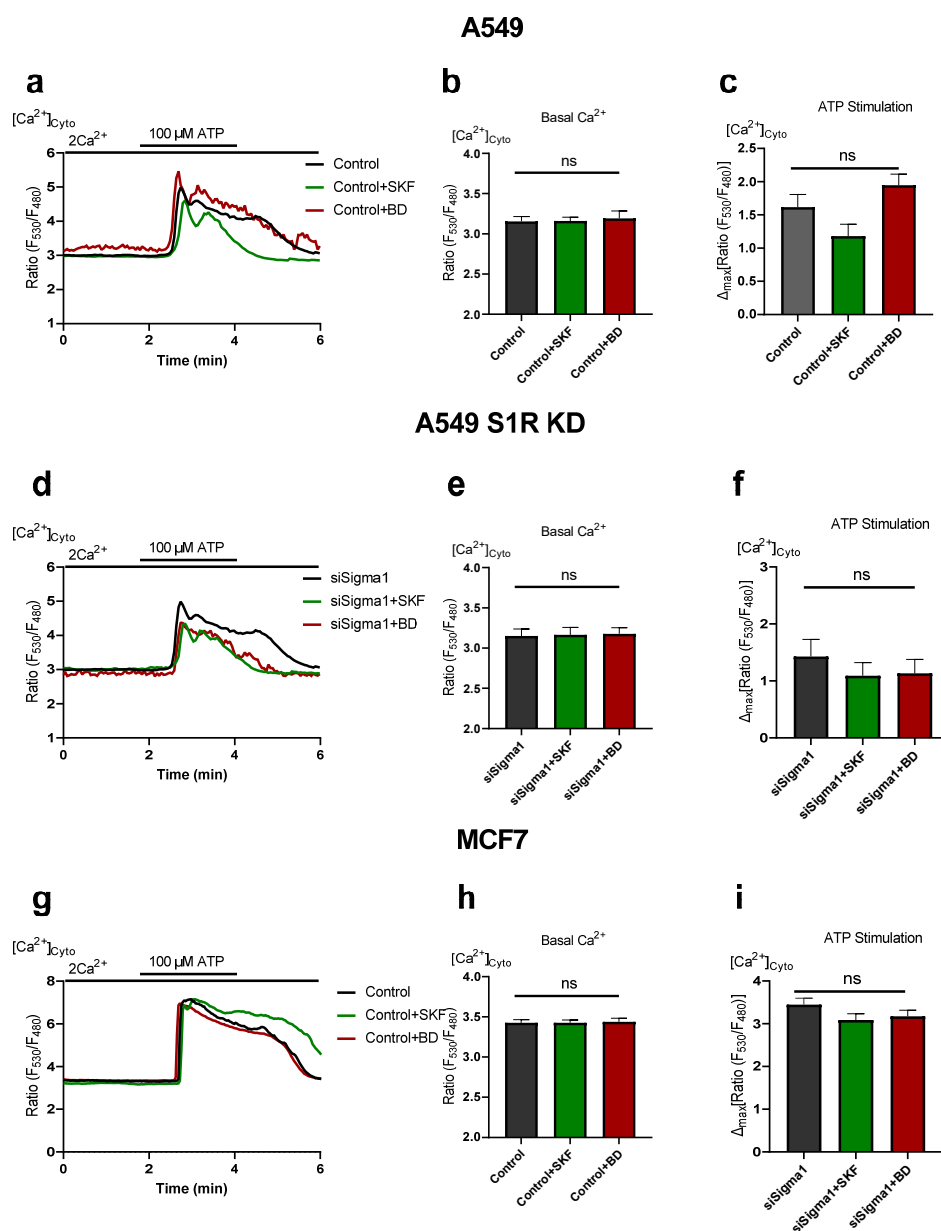 A549
a
[Ca²⁺]Cyto
2Ca²⁺
100 µM ATP
Control
Control+SKF
Control+BD
Ratio (F530/F480)
6
5
4
3
2
1
0
2
4
6
Time (min)
b
Basal Ca²⁺
[Ca²⁺]Cyto
ns
Ratio (F530/F480)
4.0
3.5
3.0
2.5
2.0
Control
Control+SKF
Control+BD
c
ATP Stimulation
[Ca²⁺]Cyto
ns
Δmax[Ratio (F530/F480)]
2.5
2.0
1.5
1.0
0.5
0.0
Control
Control+SKF
Control+BD
A549 S1R KD
d
[Ca²⁺]Cyto
2Ca²⁺
100 µM ATP
siSigma1
siSigma1+SKF
siSigma1+BD
Ratio (F530/F480)
6
5
4
3
2
1
0
2
4
6
Time (min)
e
Basal Ca²⁺
[Ca²⁺]Cyto
ns
Ratio (F530/F480)
4.0
3.5
3.0
2.5
2.0
siSigma1
siSigma1+SKF
siSigma1+BD
f
ATP Stimulation
[Ca²⁺]Cyto
ns
Δmax[Ratio (F530/F480)]
3
2
1
0
siSigma1
siSigma1+SKF
siSigma1+BD
MCF7
g
[Ca²⁺]Cyto
2Ca²⁺
100 µM ATP
Control
Control+SKF
Control+BD
Ratio (F530/F480)
8
6
4
2
0
0
2
4
6
Time (min)
h
Basal Ca²⁺
[Ca²⁺]Cyto
ns
Ratio (F530/F480)
4.0
3.5
3.0
2.5
2.0
Control
Control+SKF
Control+BD
i
ATP Stimulation
[Ca²⁺]Cyto
ns
Δmax[Ratio (F530/F480)]
4
3
2
1
0
siSigma1
siSigma1+SKF
siSigma1+BD